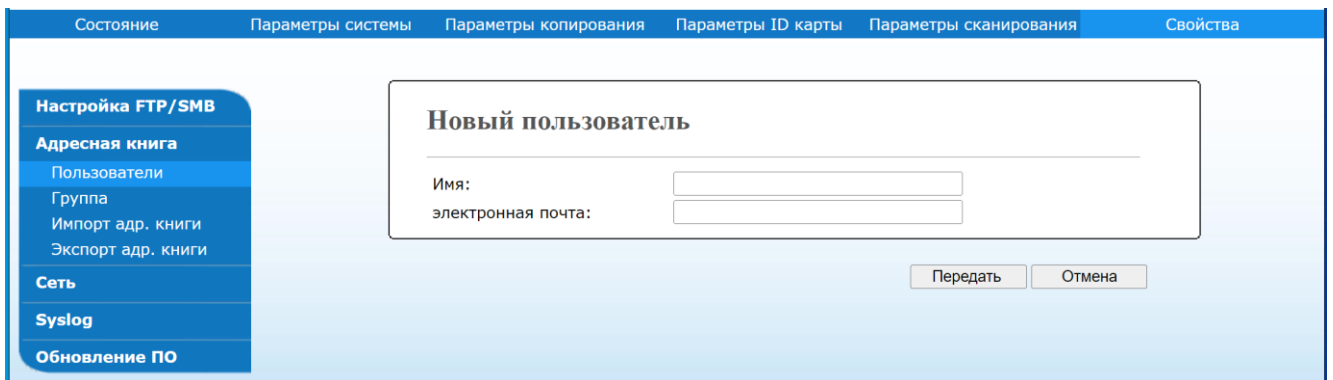 Состояние Параметры системы Параметры копирования Параметры ID карты Параметры сканирования Свойства
Настройка FTP/SMB
Адресная книга
Пользователи
Группа
Импорт адр. книги
Экспорт адр. книги
Сеть
Syslog
Обновление ПО
Новый пользователь
Имя:
электронная почта:
Передать Отмена